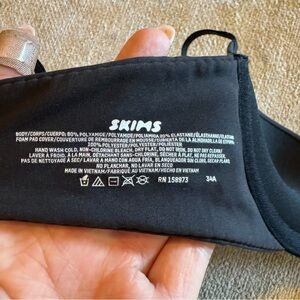 SKIMS
BODY/CORPS/CUERPO: 80% POLYAMIDE/POLYAMIDE/POLIAMIDA 20% ELASTANE/ÉLASTHANNE/ELASTAN
FOAM PAD COVER/COUVERTURE DE REMBOURRAGE EN MOUSSE/CUBIERTA DE LA ALMOHADILLA DE ESPUMA
100% POLYESTER/POLYESTER/POLIÉSTER
HAND WASH COLD, NON-CHLORINE BLEACH, DRY FLAT, DO NOT IRON, DO NOT DRY CLEAN/
LAVER À FROID, À LA MAIN, DÉTACHANT SANS-CHLORE, SÉCHER À PLAT, NE PAS REPASSER,
PAS DE NETTOYAGE À SEC/ LAVAR A MANO CON AGUA FRÍA, BLANQUEADOR SIN CLORO, SECAR PLANO,
NO PLANCHAR, NO LAVAR EN SECO
MADE IN VIETNAM/FABRIQUÉ AU VIETNAM/HECHO EN VIETNAM
RN 158973 34A